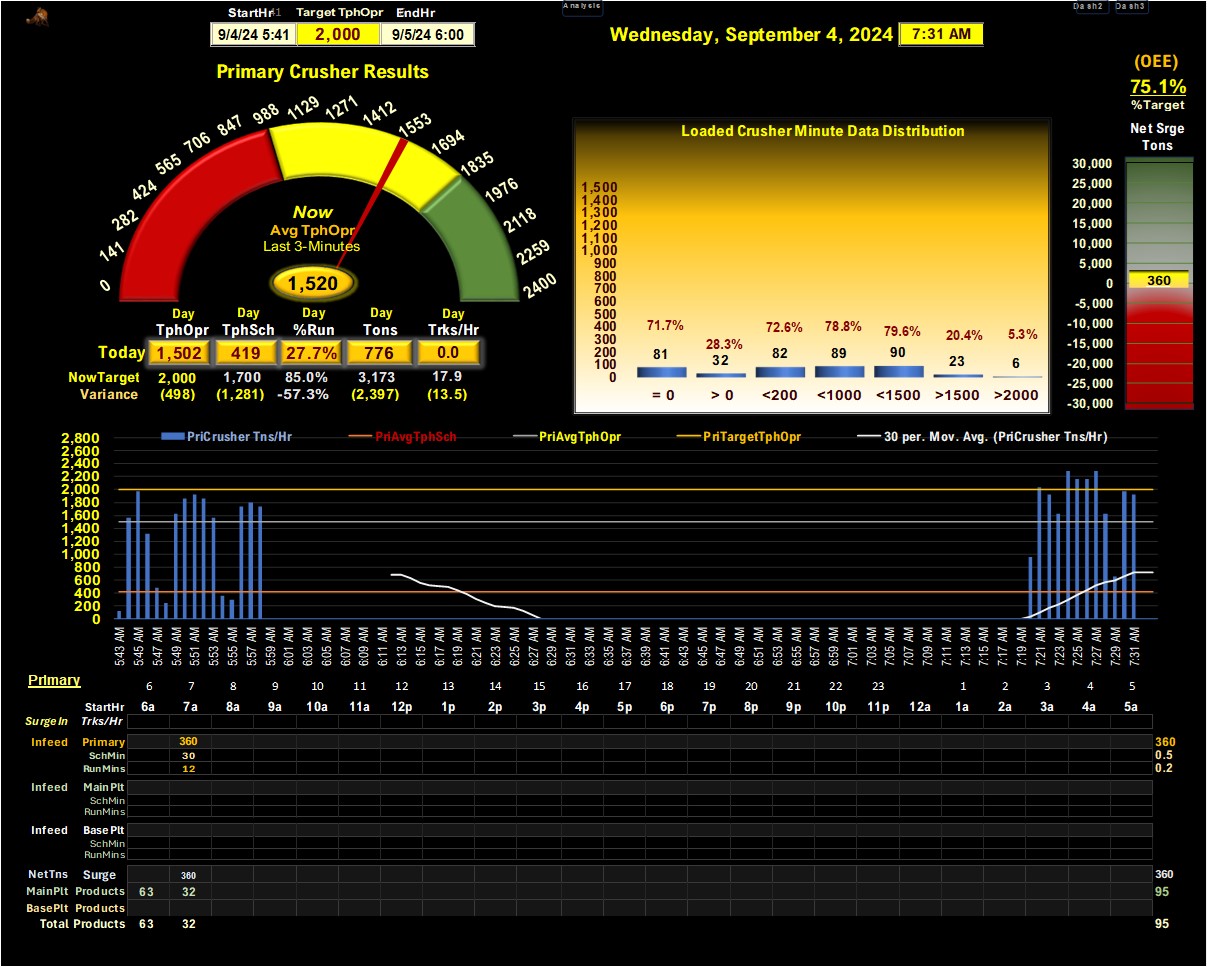 StartHr Target TphOpr EndHr
9/4/24 5:41 2,000 9/5/24 6:00
Analysis
Dash2 Dash3
Wednesday, September 4, 2024 7:31 AM
(OEE)
75.1%
%Target
Primary Crusher Results
0 141 282 424 565 706 847 988 1129 1271 1412 1553 1694 1835 1976 2118 2259 2400
Now
Avg TphOpr
Last 3-Minutes
1,520
Day Day Day Day Day
TphOpr TphSch %Run Tons Trks/Hr
Today 1,502 419 27.7% 776 0.0
NowTarget 2,000 1,700 85.0% 3,173 17.9
Variance (498) (1,281) -57.3% (2,397) (13.5)
Loaded Crusher Minute Data Distribution
1,500
1,400
1,300
1,200
1,100
1,000
900
800
700
600
500
400
300
200
100
0
71.7% 28.3% 72.6% 78.8% 79.6% 20.4% 5.3%
81 32 82 89 90 23 6
= 0 > 0 <200 <1000 <1500 >1500 >2000
Net Srge
Tons
30,000
25,000
20,000
15,000
10,000
5,000
0
-5,000
-10,000
-15,000
-20,000
-25,000
-30,000
360
PriCrusher Tns/Hr PriAvgTphSch PriAvgTphOpr PriTargetTphOpr 30 per. Mov. Avg. (PriCrusher Tns/Hr)
2,800
2,600
2,400
2,200
2,000
1,800
1,600
1,400
1,200
1,000
800
600
400
200
0
5:43 AM 5:45 AM 5:47 AM 5:49 AM 5:51 AM 5:53 AM 5:55 AM 5:57 AM 5:59 AM 6:01 AM 6:03 AM 6:05 AM 6:07 AM 6:09 AM 6:11 AM 6:13 AM 6:15 AM 6:17 AM 6:19 AM 6:21 AM 6:23 AM 6:25 AM 6:27 AM 6:29 AM 6:31 AM 6:33 AM 6:35 AM 6:37 AM 6:39 AM 6:41 AM 6:43 AM 6:45 AM 6:47 AM 6:49 AM 6:51 AM 6:53 AM 6:55 AM 6:57 AM 6:59 AM 7:01 AM 7:03 AM 7:05 AM 7:07 AM 7:09 AM 7:11 AM 7:13 AM 7:15 AM 7:17 AM 7:19 AM 7:21 AM 7:23 AM 7:25 AM 7:27 AM 7:29 AM 7:31 AM
Primary
6 7 8 9 10 11 12 13 14 15 16 17 18 19 20 21 22 23 1 2 3 4 5
StartHr 6a 7a 8a 9a 10a 11a 12p 1p 2p 3p 4p 5p 6p 7p 8p 9p 10p 11p 12a 1a 2a 3a 4a 5a
Surge In Trks/Hr
Infeed Primary 360 360
SchMin 30 0.5
RunMins 12 0.2
Infeed Main Plt
SchMin
RunMins
Infeed Base Plt
SchMin
RunMins
NetTns Surge 360 360
MainPlt Products 63 32 95
BasePlt Products
Total Products 63 32 95